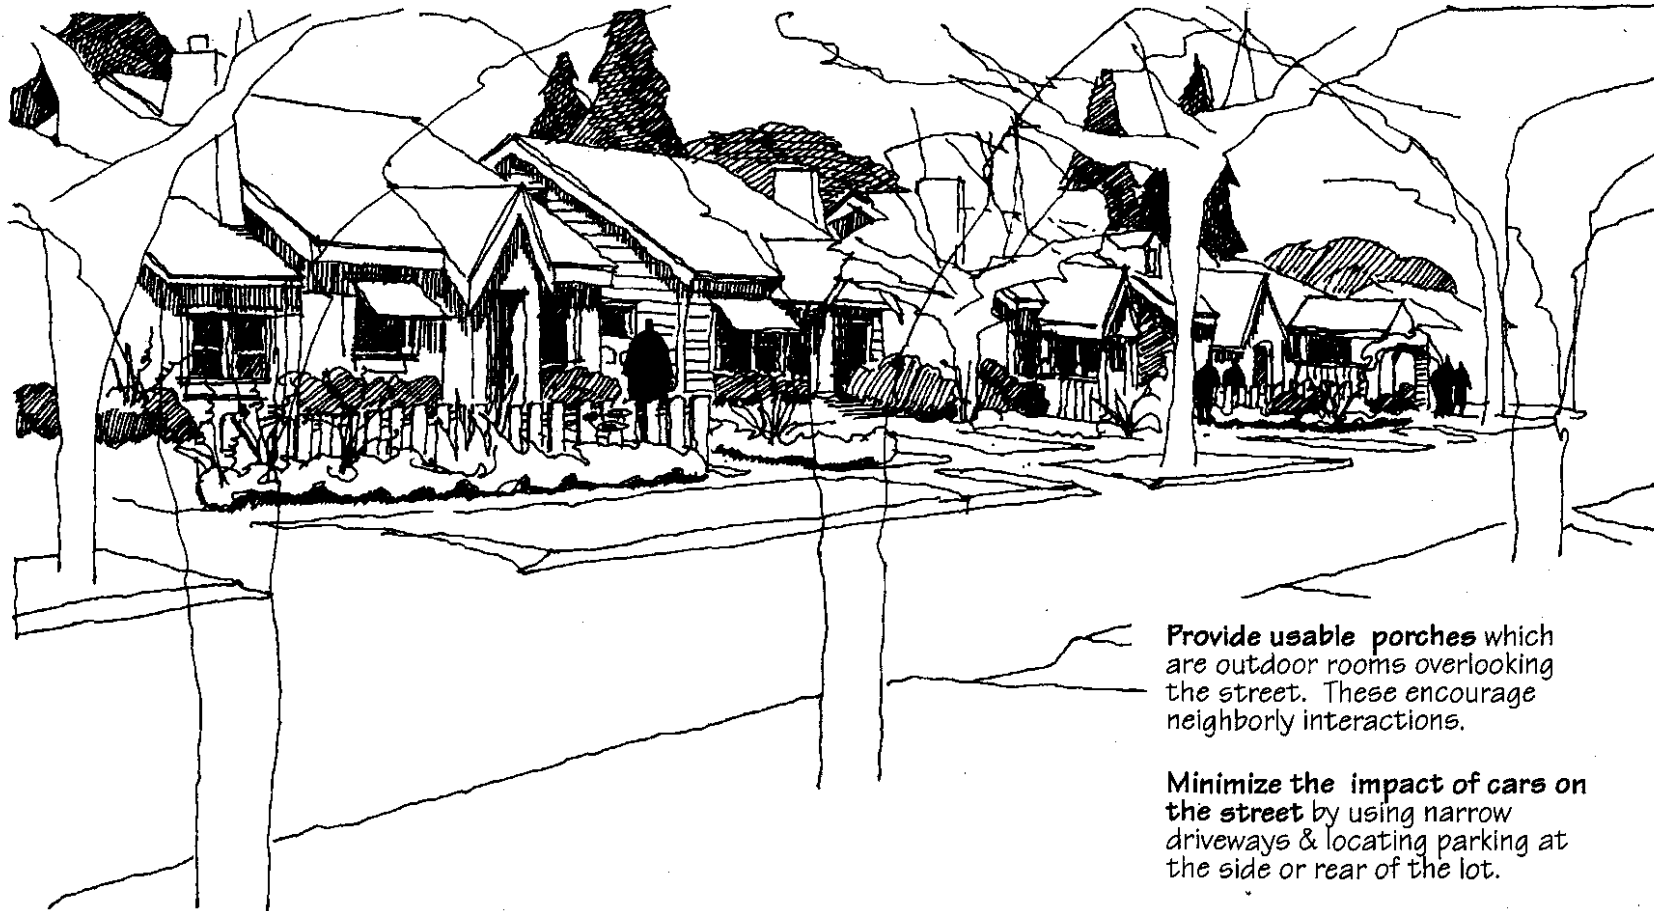 Provide usable porches which
are outdoor rooms overlooking
the street. These encourage
neighborly interactions.
Minimize the impact of cars on
the street by using narrow
driveways & locating parking at
the side or rear of the lot.